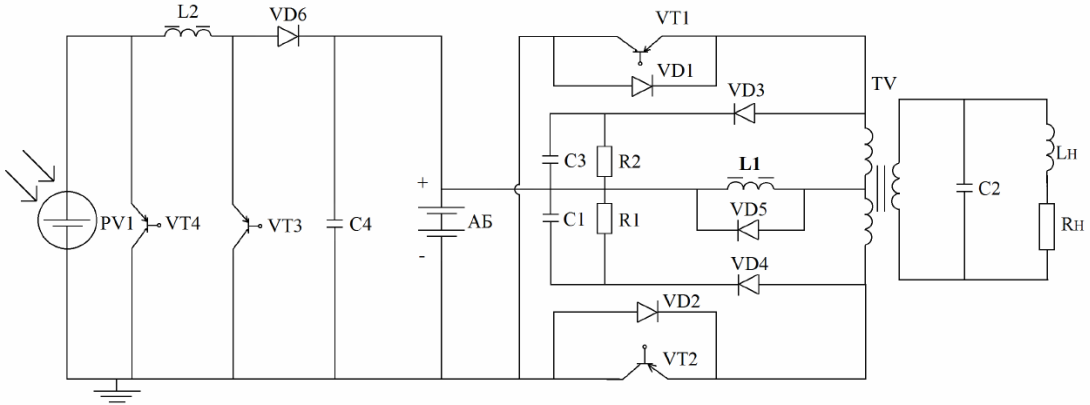 L2
VD6
VT1
VD1
VD3
TV
C3
R2
L1
C2
Lн
+
АБ
C1
R1
VD5
Rн
PV1
VT4
VT3
C4
-
VD4
VD2
VT2